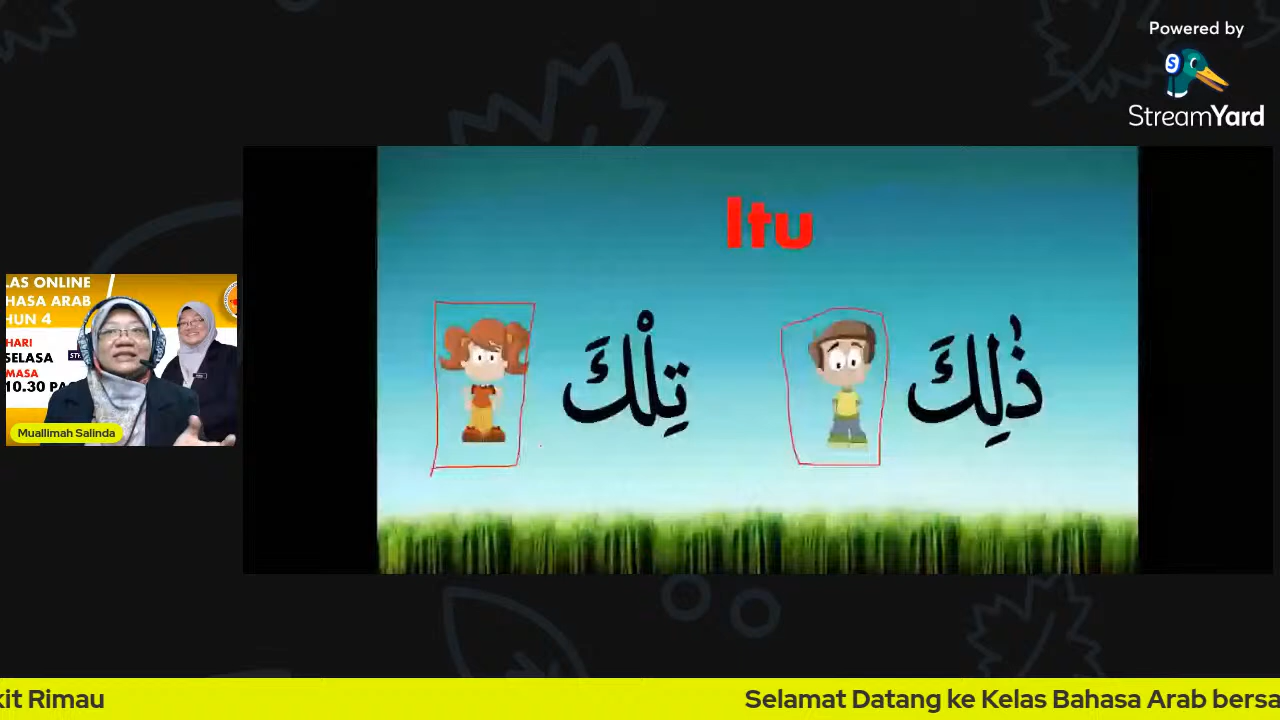 Powered by
StreamYard
Itu
ذٰلِكَ
تِلْكَ
LAS ONLINE
HASA ARAB
HUN 4
HARI
SELASA
MASA
10.30 PA
Muallimah Salinda
kit Rimau
Selamat Datang ke Kelas Bahasa Arab bersa